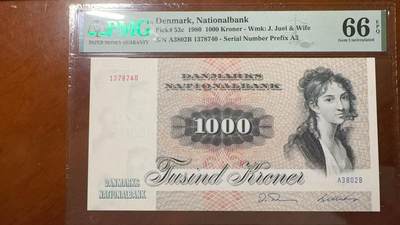 PMG
PAPER MONEY GUARANTY
Denmark, Nationalbank
Pick# 53c 1980 1000 Kroner - Wmk: J. Juel & Wife
S/N A3802B 1378740 - Serial Number Prefix A3
66 EPQ
Gem Uncirculated
1378740
DANMARKS
NATIONALBANK
1000
Tusind Kroner
DANMARKS
NATIONALBANK
A3802B